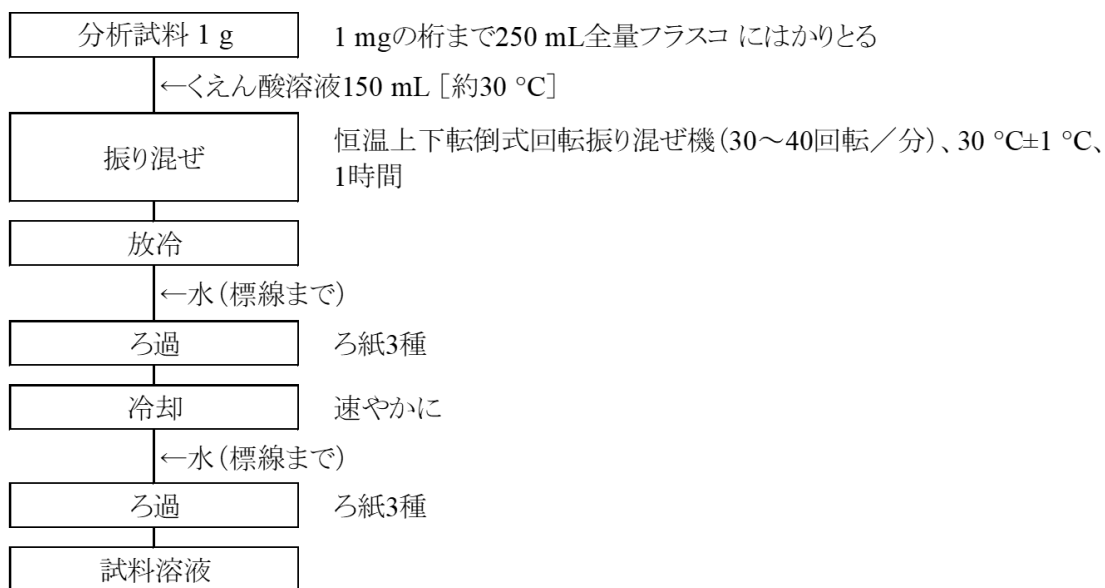 分析試料 1 g
1 mgの桁まで250 mL全量フラスコ にはかりとる
←くえん酸溶液150 mL [約30 °C]
振り混ぜ
恒温上下転倒式回転振り混ぜ機(30~40回転/分)、30 °C±1 °C、
1時間
放冷
←水(標線まで)
ろ過
ろ紙3種
冷却
速やかに
←水(標線まで)
ろ過
ろ紙3種
試料溶液